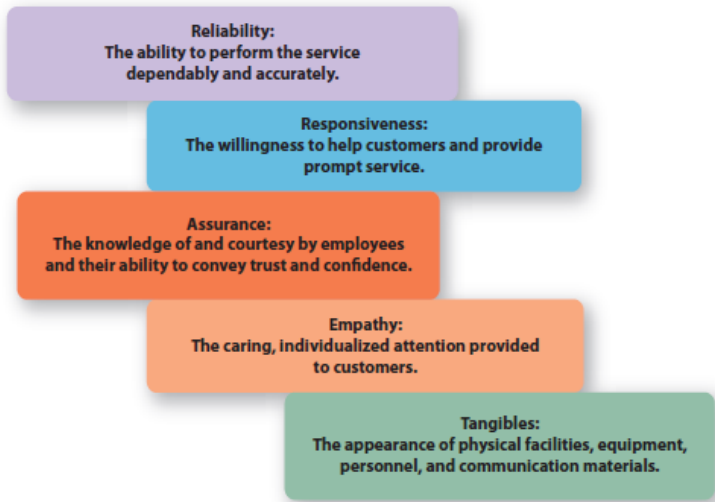 Reliability:
The ability to perform the service
dependably and accurately.
Responsiveness:
The willingness to help customers and provide
prompt service.
Assurance:
The knowledge of and courtesy by employees
and their ability to convey trust and confidence.
Empathy:
The caring, individualized attention provided
to customers.
Tangibles:
The appearance of physical facilities, equipment,
personnel, and communication materials.